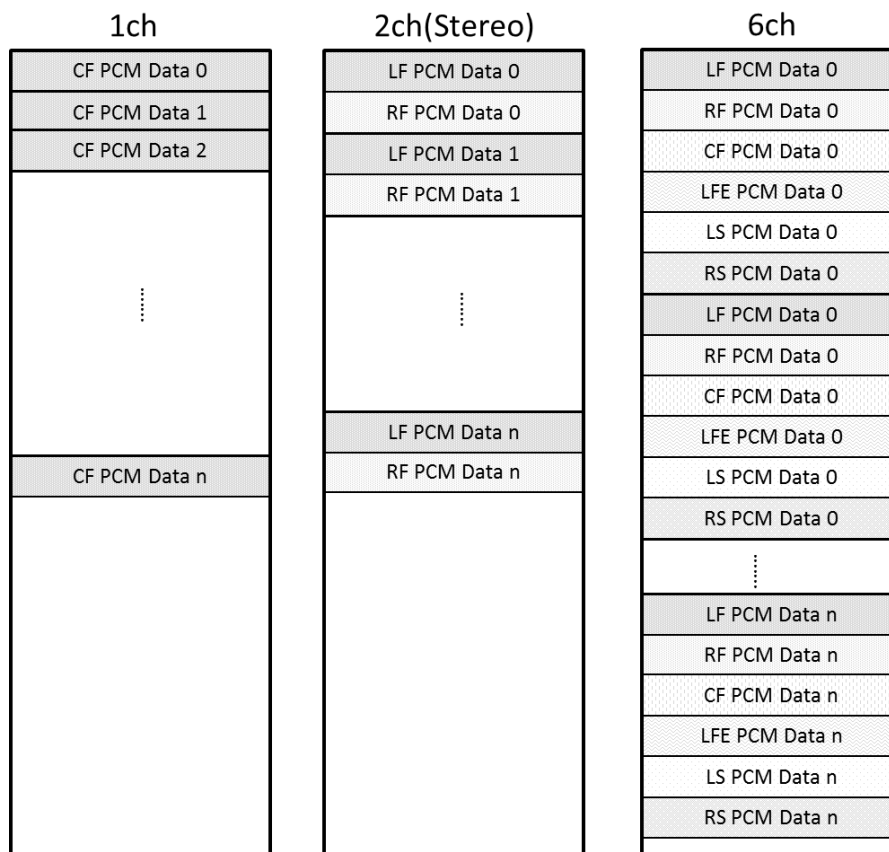 1ch
CF PCM Data 0
CF PCM Data 1
CF PCM Data 2
CF PCM Data n
2ch(Stereo)
LF PCM Data 0
RF PCM Data 0
LF PCM Data 1
RF PCM Data 1
LF PCM Data n
RF PCM Data n
6ch
LF PCM Data 0
RF PCM Data 0
CF PCM Data 0
LFE PCM Data 0
LS PCM Data 0
RS PCM Data 0
LF PCM Data 0
RF PCM Data 0
CF PCM Data 0
LFE PCM Data 0
LS PCM Data 0
RS PCM Data 0
LF PCM Data n
RF PCM Data n
CF PCM Data n
LFE PCM Data n
LS PCM Data n
RS PCM Data n